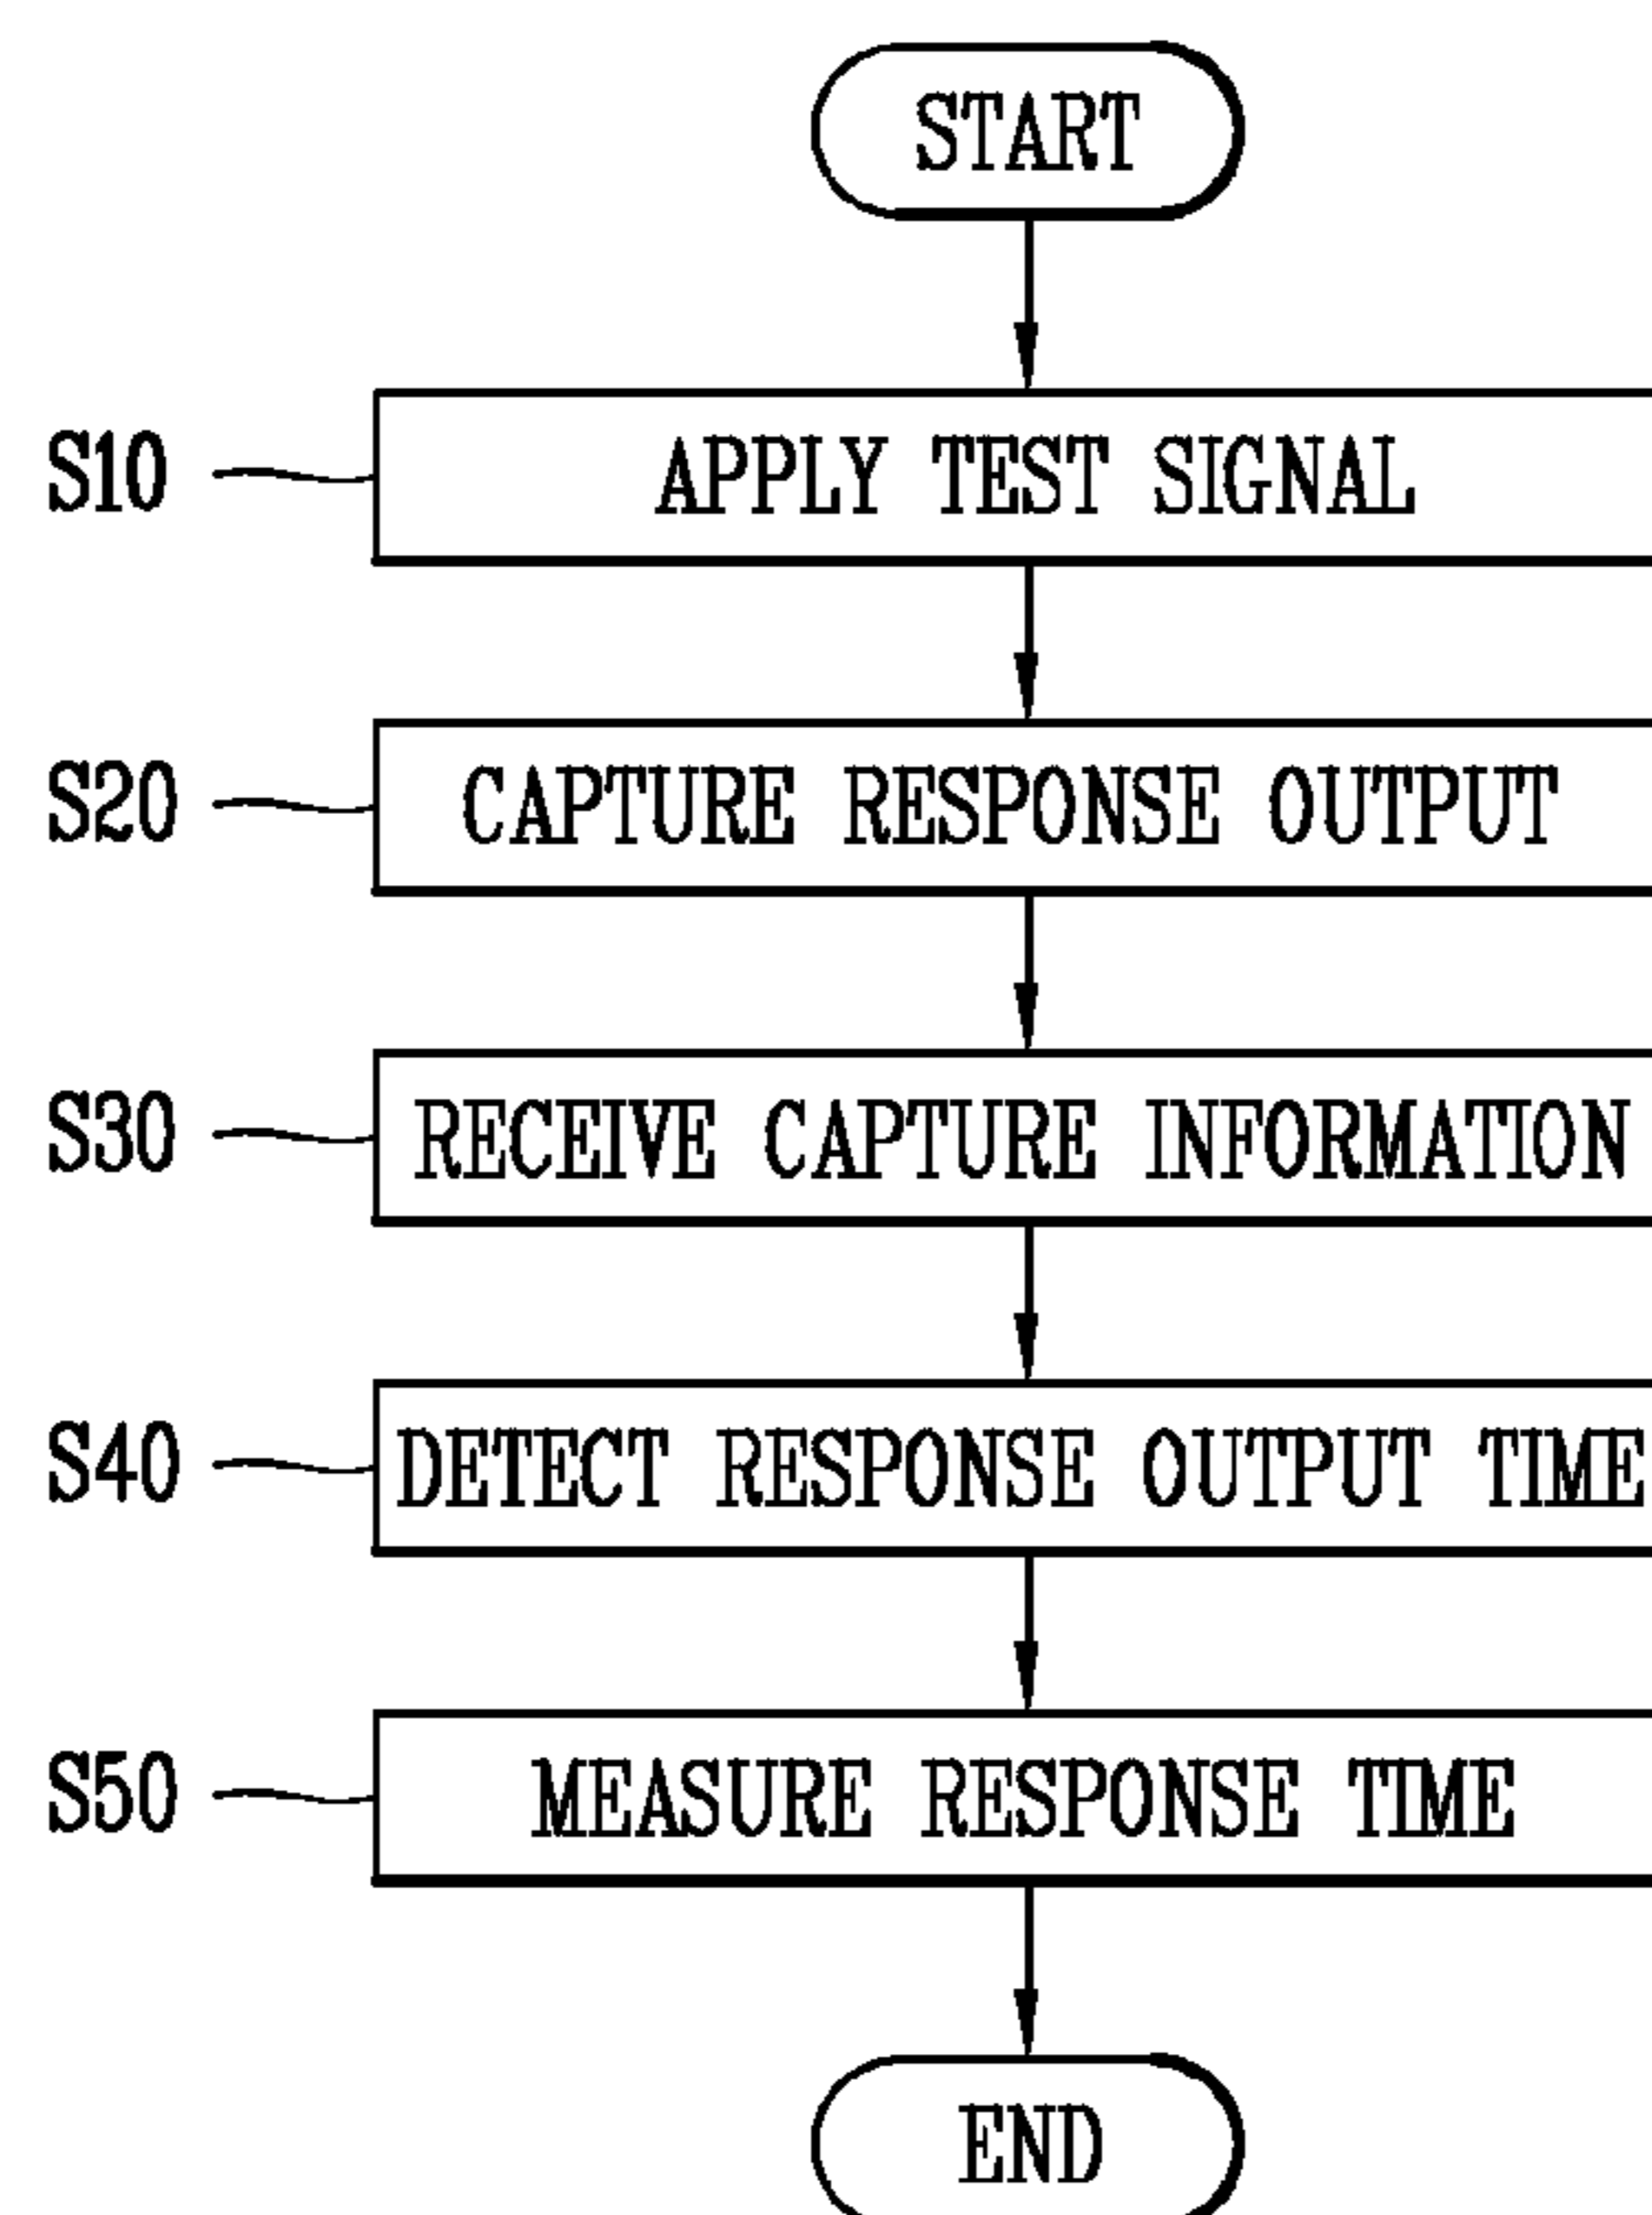 START
S10 APPLY TEST SIGNAL
S20 CAPTURE RESPONSE OUTPUT
S30 RECEIVE CAPTURE INFORMATION
S40 DETECT RESPONSE OUTPUT TIME
S50 MEASURE RESPONSE TIME
END